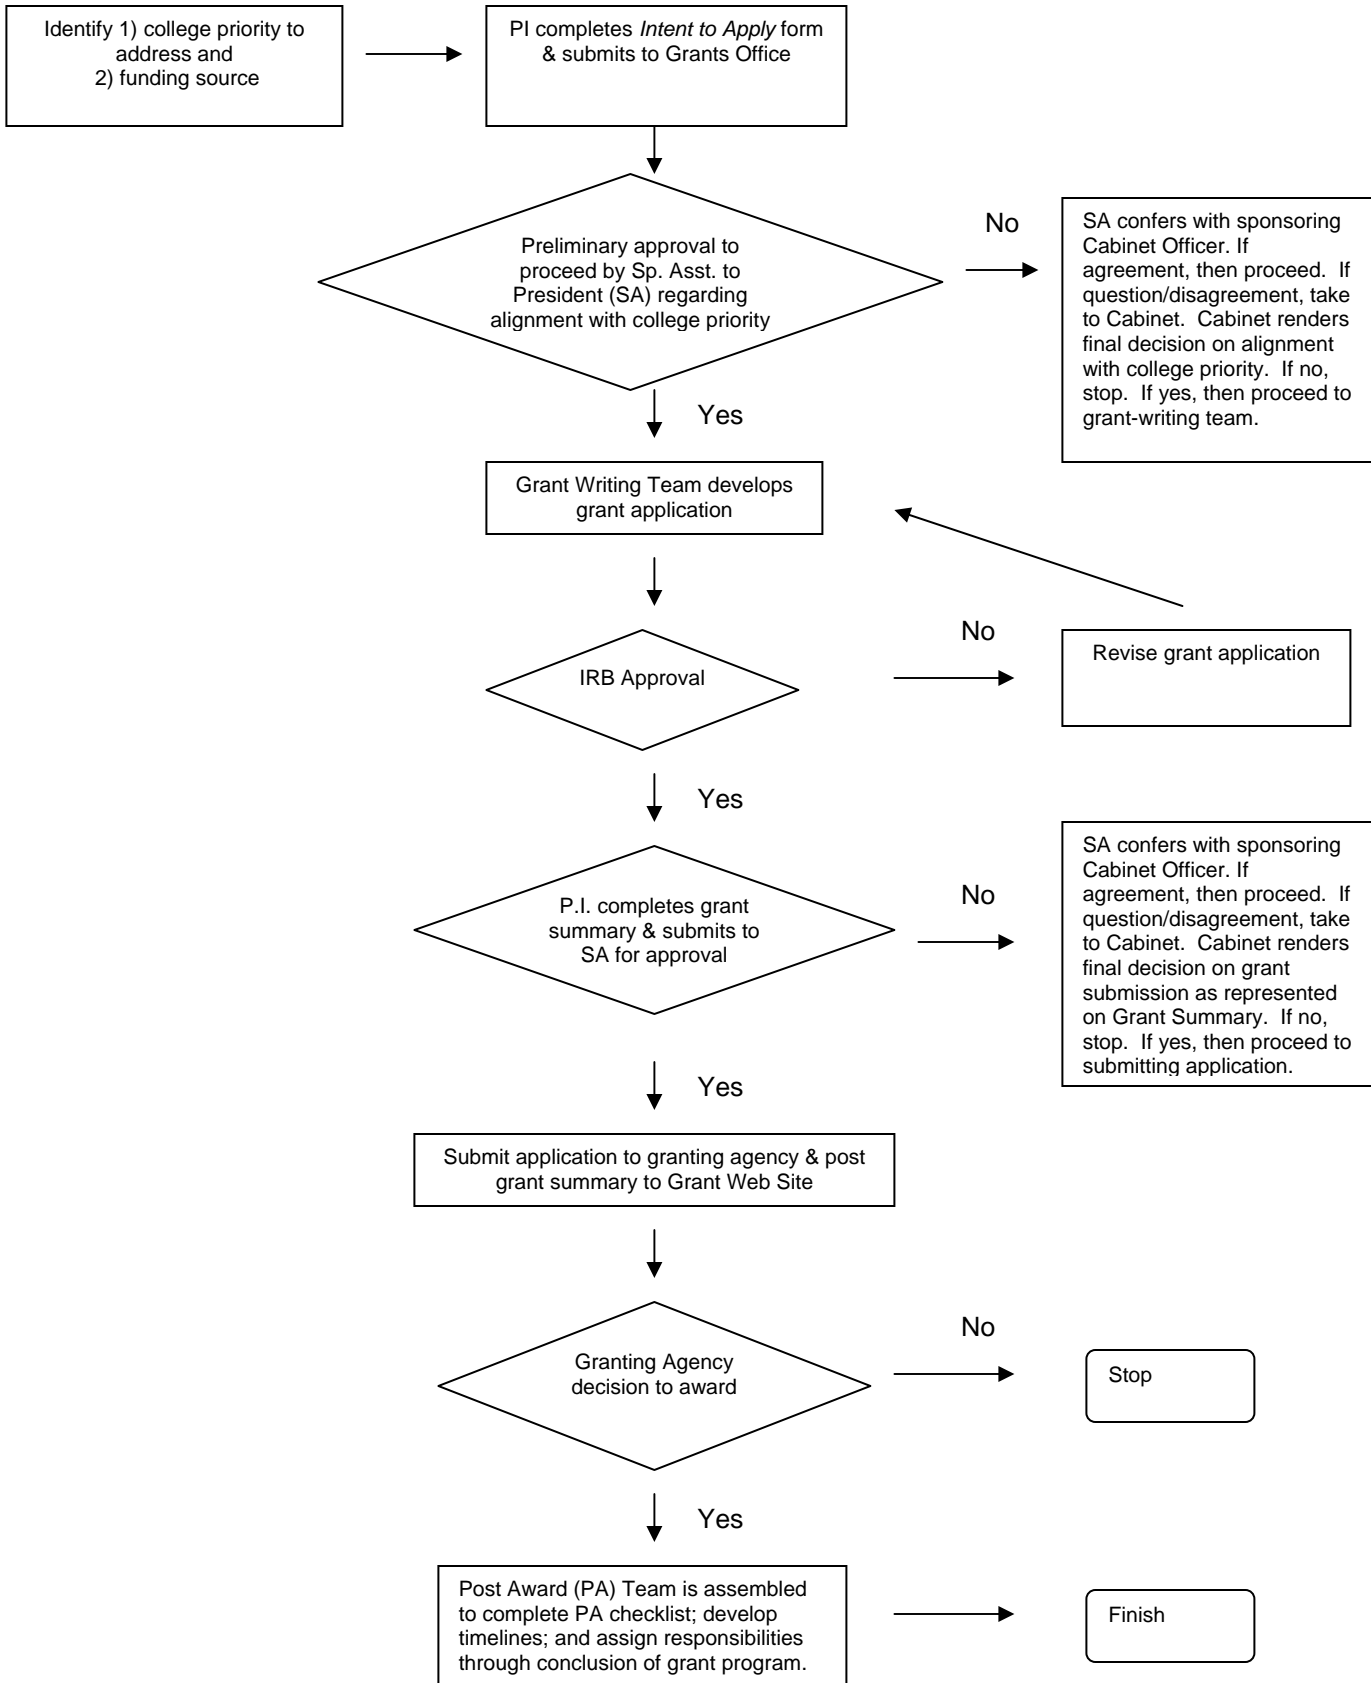 Identify 1) college priority to
address and
2) funding source
PI completes Intent to Apply form
& submits to Grants Office
Preliminary approval to
proceed by Sp. Asst. to
President (SA) regarding
alignment with college priority
No
SA confers with sponsoring
Cabinet Officer. If
agreement, then proceed. If
question/disagreement, take
to Cabinet. Cabinet renders
final decision on alignment
with college priority. If no,
stop. If yes, then proceed to
grant-writing team.
Yes
Grant Writing Team develops
grant application
IRB Approval
No
Revise grant application
Yes
P.I. completes grant
summary & submits to
SA for approval
No
SA confers with sponsoring
Cabinet Officer. If
agreement, then proceed. If
question/disagreement, take
to Cabinet. Cabinet renders
final decision on grant
submission as represented
on Grant Summary. If no,
stop. If yes, then proceed to
submitting application.
Yes
Submit application to granting agency & post
grant summary to Grant Web Site
Granting Agency
decision to award
No
Stop
Yes
Post Award (PA) Team is assembled
to complete PA checklist; develop
timelines; and assign responsibilities
through conclusion of grant program.
Finish